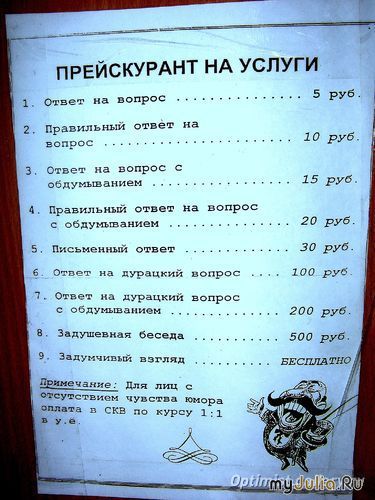 ПРЕЙСКУРАНТ НА УСЛУГИ
1. Ответ на вопрос ................ 5 руб.
2. Правильный ответ на
вопрос ....................... 10 руб.
3. Ответ на вопрос с
обдумыванием ................. 15 руб.
4. Правильный ответ на вопрос
с обдумыванием ............... 20 руб.
5. Письменный ответ ............. 30 руб.
6. Ответ на дурацкий вопрос .... 100 руб.
7. Ответ на дурацкий вопрос
с обдумыванием .............. 200 руб.
8. Задушевная беседа ........... 500 руб.
9. Задумчивый взгляд .......... БЕСПЛАТНО
Примечание: Для лиц с
отсутствием чувства юмора
оплата в СКВ по курсу 1:1
в у.е.
myJulia.Ru